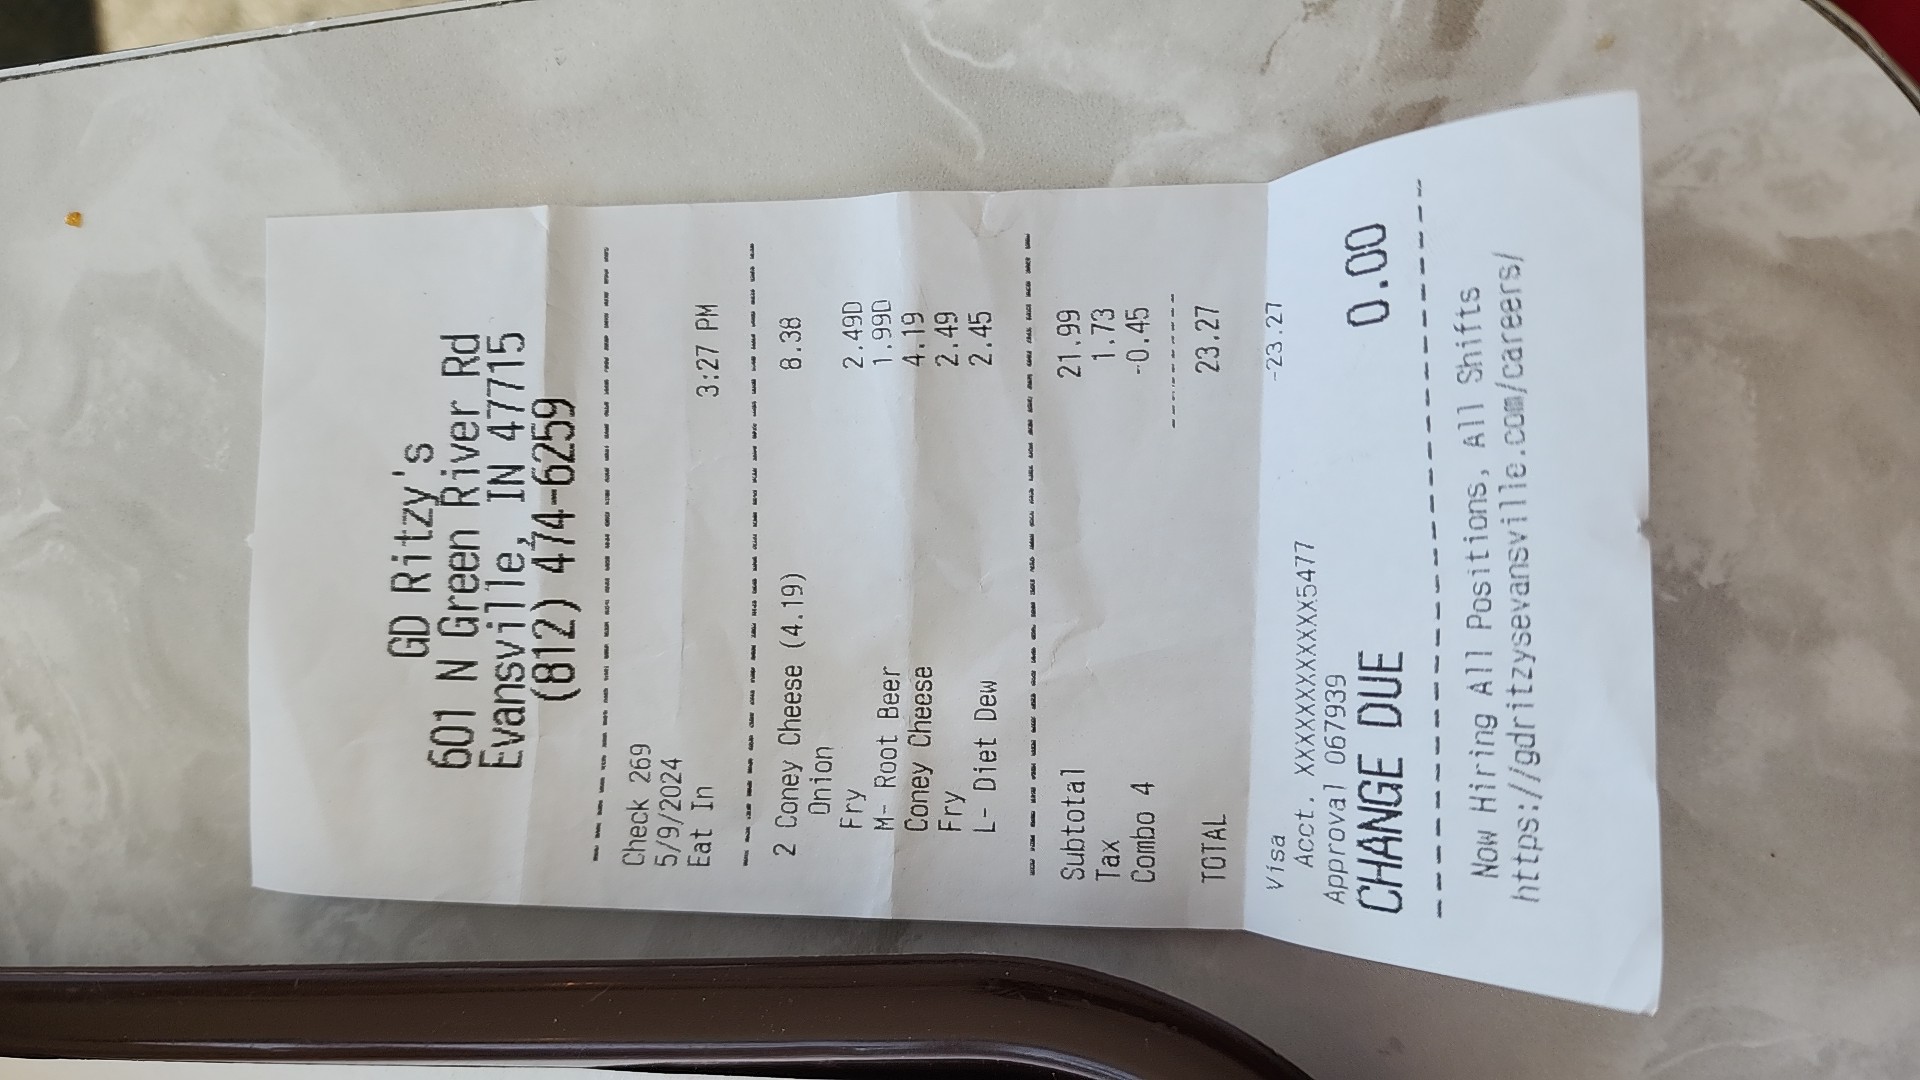 GD Ritzy's
601 N Green River Rd
Evansville, IN 47715
(812) 474-6259
Check 269
5/9/2024
Eat In 3:27 PM
2 Coney Cheese (4.19) 8.38
Onion
Fry 2.49D
M- Root Beer 1.99D
Coney Cheese 4.19
Fry 2.49
L- Diet Dew 2.45
Subtotal 21.99
Tax 1.73
Combo 4 -0.45
TOTAL 23.27
Visa -23.27
Acct. XXXXXXXXXXXX5477
Approval 067939
CHANGE DUE 0.00
Now Hiring All Positions, All Shifts
https://gdritzysevansville.com/careers/